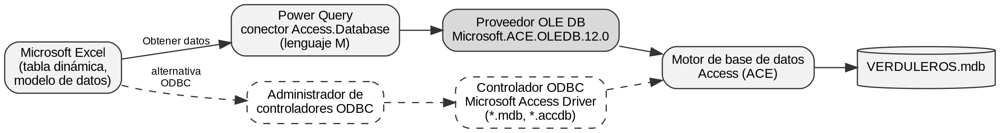 Microsoft Excel
(tabla dinámica,
modelo de datos)
Obtener datos
alternativa
ODBC
Power Query
conector Access.Database
(lenguaje M)
Administrador de
controladores ODBC
Proveedor OLE DB
Microsoft.ACE.OLEDB.12.0
Controlador ODBC
Microsoft Access Driver
(*.mdb, *.accdb)
Motor de base de datos
Access (ACE)
VERDULEROS.mdb